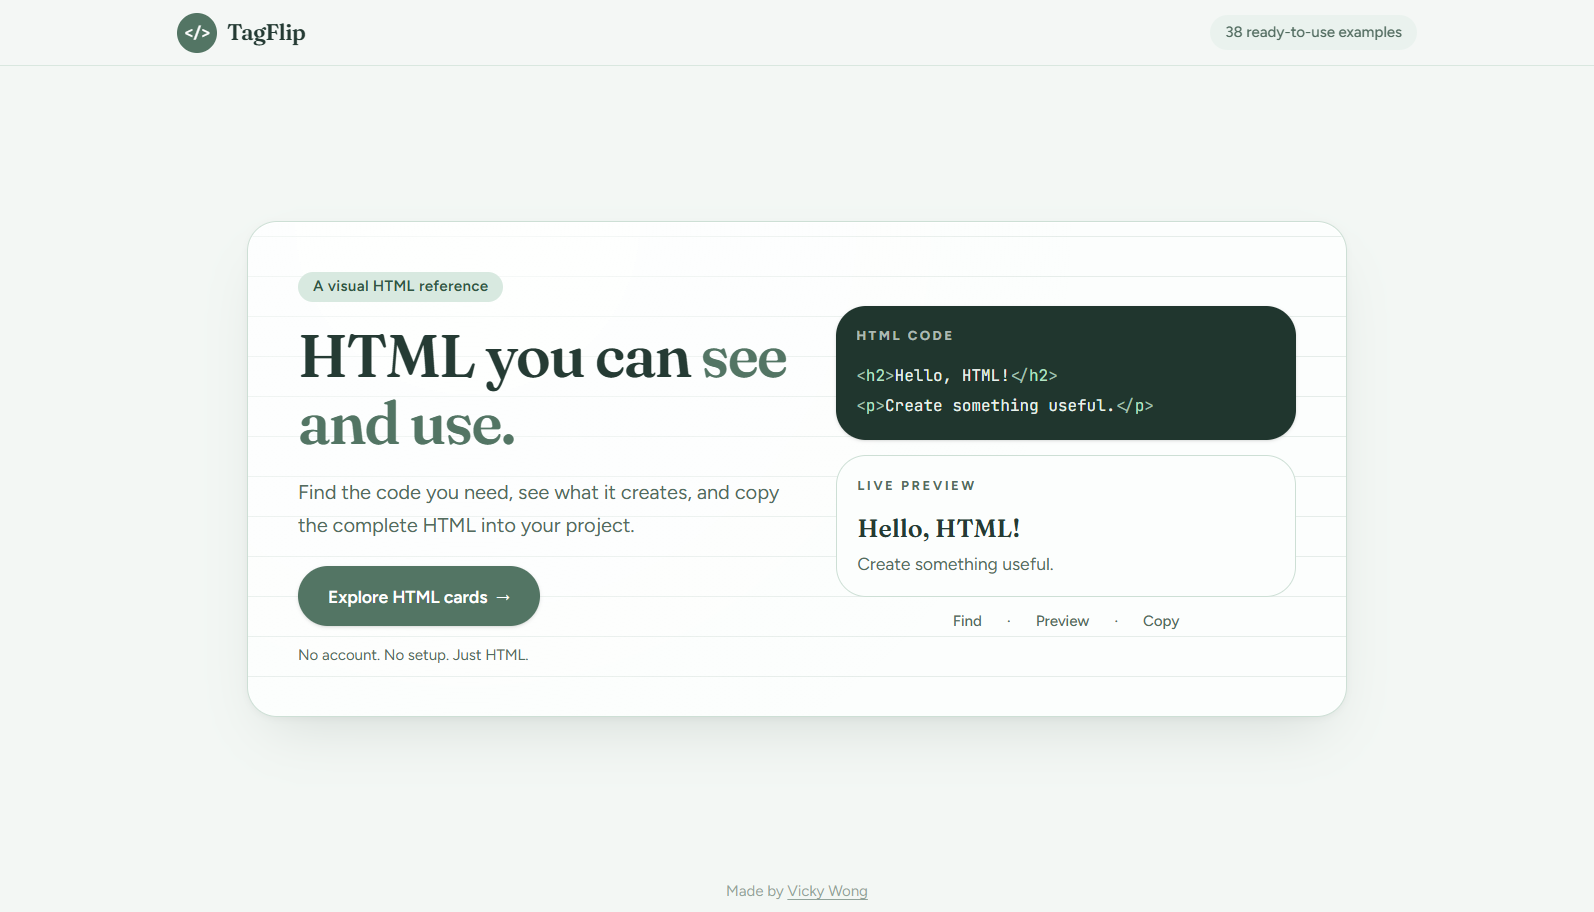 </> TagFlip
38 ready-to-use examples
A visual HTML reference
HTML you can see
and use.
Find the code you need, see what it creates, and copy
the complete HTML into your project.
Explore HTML cards →
No account. No setup. Just HTML.
HTML CODE
<h2>Hello, HTML!</h2>
<p>Create something useful.</p>
LIVE PREVIEW
Hello, HTML!
Create something useful.
Find · Preview · Copy
Made by Vicky Wong